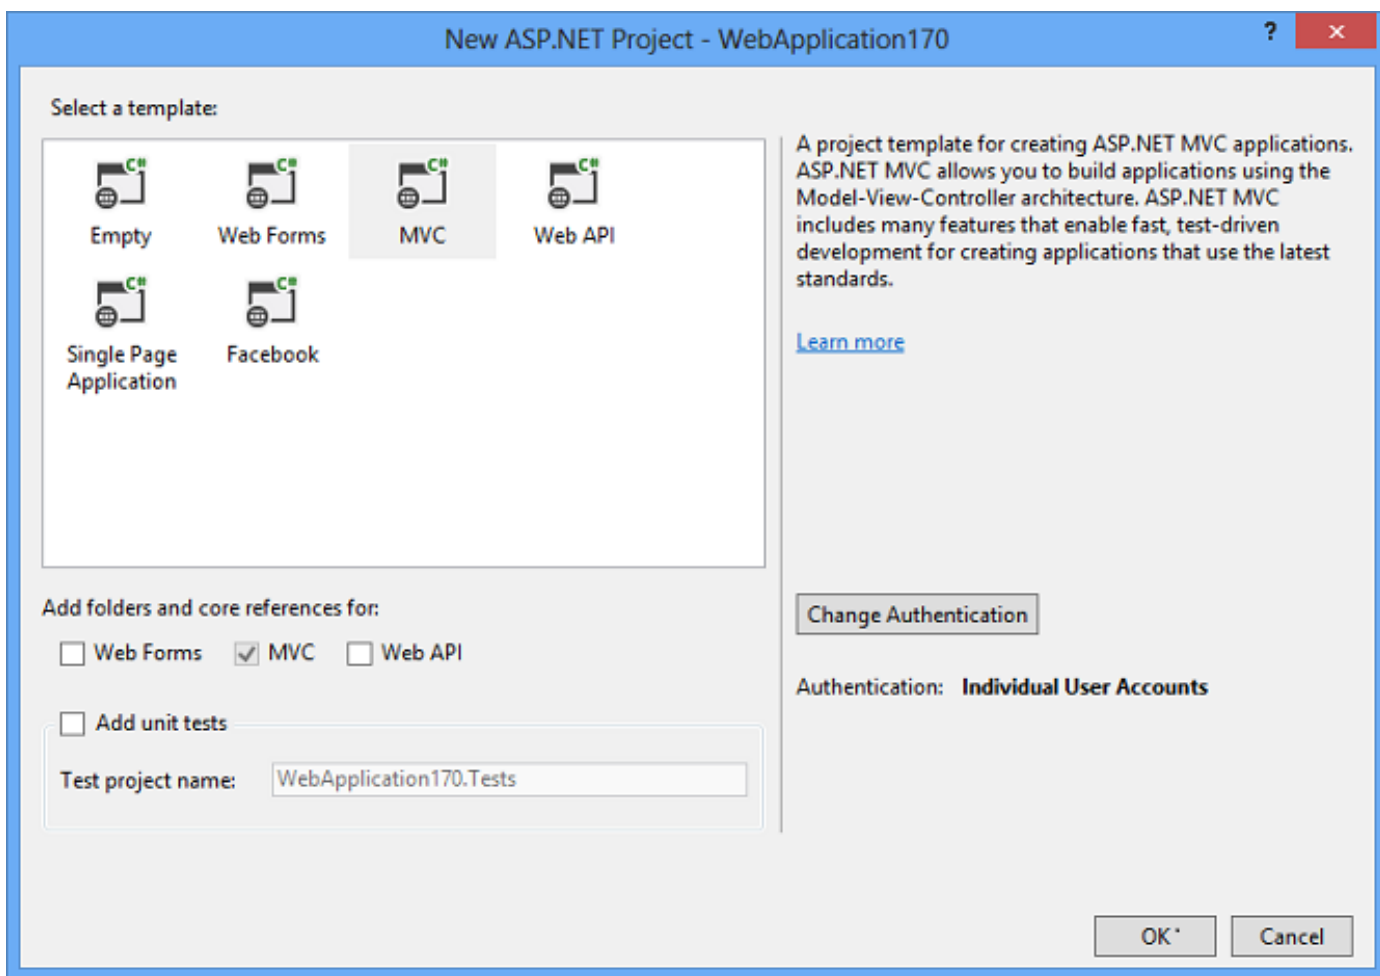 New ASP.NET Project - WebApplication170
?
Select a template:
C# C# C# C#
Empty Web Forms MVC Web API
C# C#
Single Page Facebook
Application
A project template for creating ASP.NET MVC applications.
ASP.NET MVC allows you to build applications using the
Model-View-Controller architecture. ASP.NET MVC
includes many features that enable fast, test-driven
development for creating applications that use the latest
standards.
Learn more
Add folders and core references for:
Web Forms MVC Web API
Change Authentication
Authentication: Individual User Accounts
Add unit tests
Test project name: WebApplication170.Tests
OK
Cancel